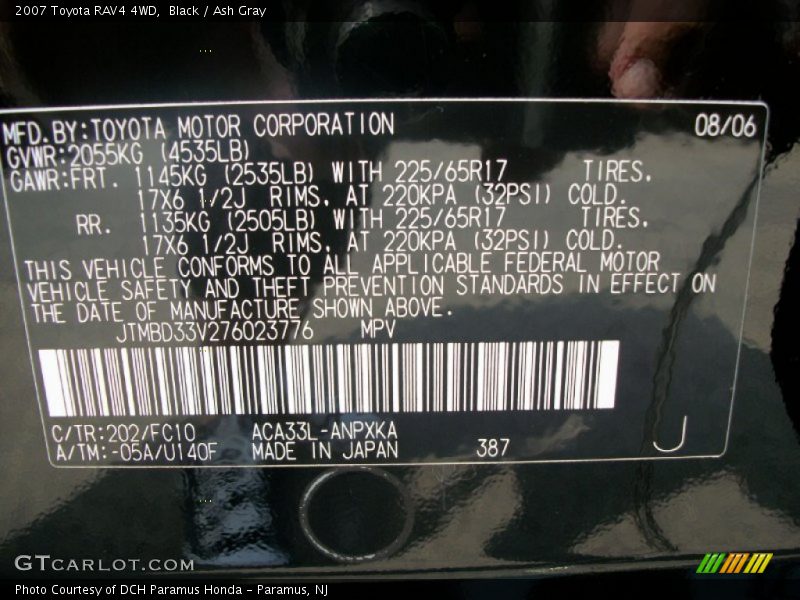 2007 Toyota RAV4 4WD,  Black / Ash Gray
MFD.BY:TOYOTA MOTOR CORPORATION 08/06
GVWR:2055KG (4535LB)
GAWR:FRT. 1145KG (2535LB) WITH 225/65R17 TIRES.
17X6 1/2J RIMS, AT 220KPA (32PSI) COLD.
RR. 1135KG (2505LB) WITH 225/65R17 TIRES.
17X6 1/2J RIMS, AT 220KPA (32PSI) COLD.
THIS VEHICLE CONFORMS TO ALL APPLICABLE FEDERAL MOTOR
VEHICLE SAFETY AND THEFT PREVENTION STANDARDS IN EFFECT ON
THE DATE OF MANUFACTURE SHOWN ABOVE.
JTMBD33V276023776 MPV
C/TR:202/FC10 ACA33L-ANPXKA
A/TM:-05A/U140F MADE IN JAPAN 387 J
GTCARLOT.COM
Photo Courtesy of DCH Paramus Honda - Paramus, NJ